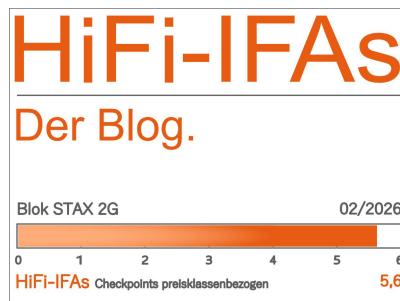 HiFi-IFAs
Der Blog.
Blok STAX 2G 02/2026
0 1 2 3 4 5 6
HiFi-IFAs Checkpoints preisklassenbezogen 5,6